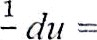 1/ du =